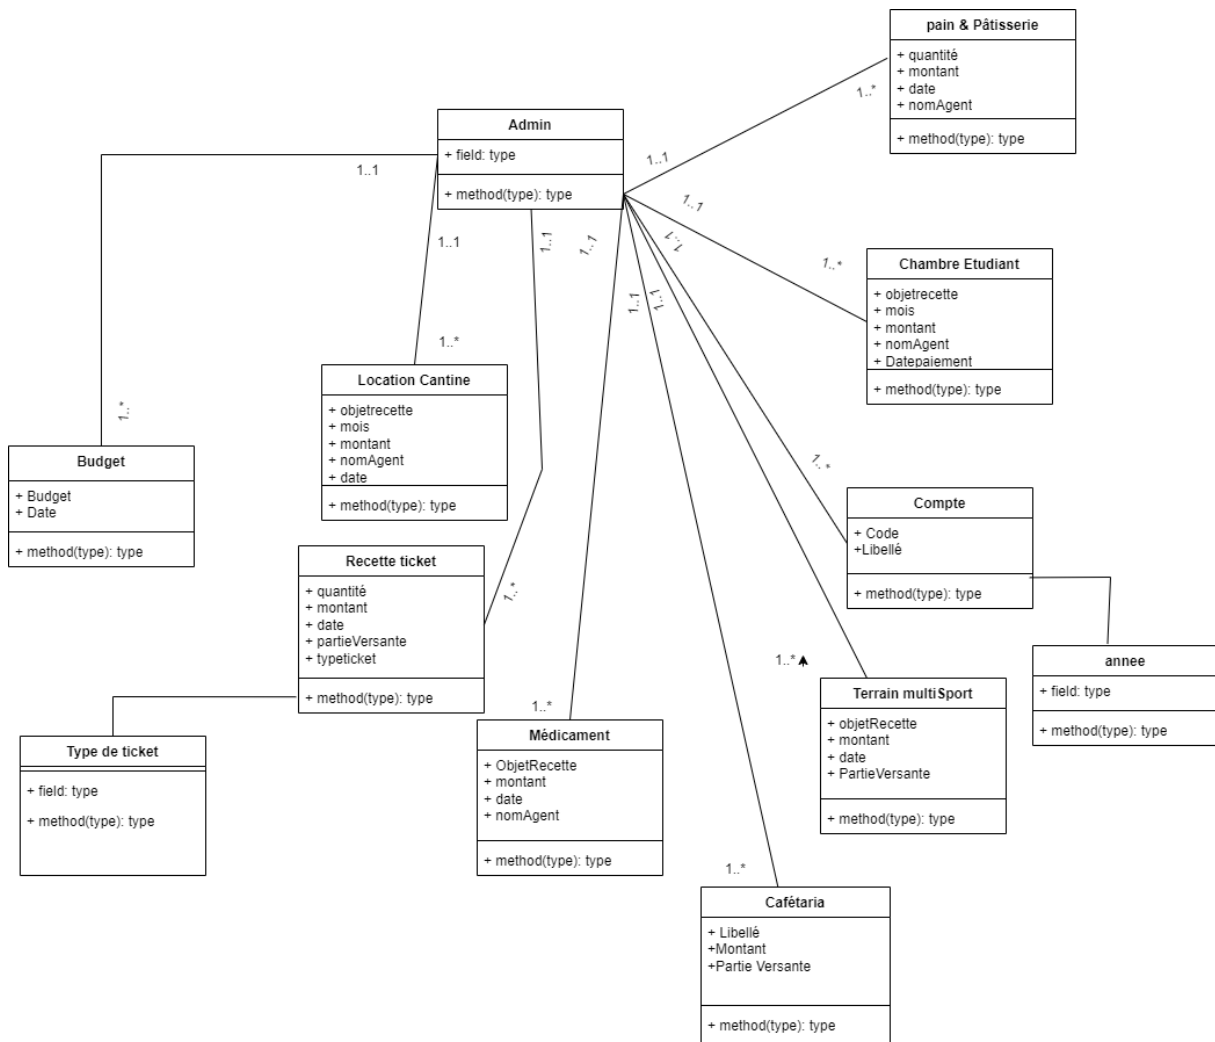 pain & Pâtisserie
+ quantité
+ montant
+ date
+ nomAgent
+ method(type): type
1..*
1..1
Admin
+ field: type
+ method(type): type
1..1
1..1
1..1
1..1
1..1
1..1
1..1
1..1
1..*
Chambre Etudiant
+ objetrecette
+ mois
+ montant
+ nomAgent
+ Datepaiement
+ method(type): type
1..*
Location Cantine
+ objetrecette
+ mois
+ montant
+ nomAgent
+ date
+ method(type): type
1..*
Budget
+ Budget
+ Date
+ method(type): type
1..*
Compte
+ Code
+Libellé
+ method(type): type
Recette ticket
+ quantité
+ montant
+ date
+ partieVersante
+ typeticket
+ method(type): type
1..*
annee
+ field: type
+ method(type): type
1..*
Terrain multiSport
+ objetRecette
+ montant
+ date
+ PartieVersante
+ method(type): type
Type de ticket
+ field: type
+ method(type): type
1..*
Médicament
+ ObjetRecette
+ montant
+ date
+ nomAgent
+ method(type): type
1..*
Cafétaria
+ Libellé
+Montant
+Partie Versante
+ method(type): type